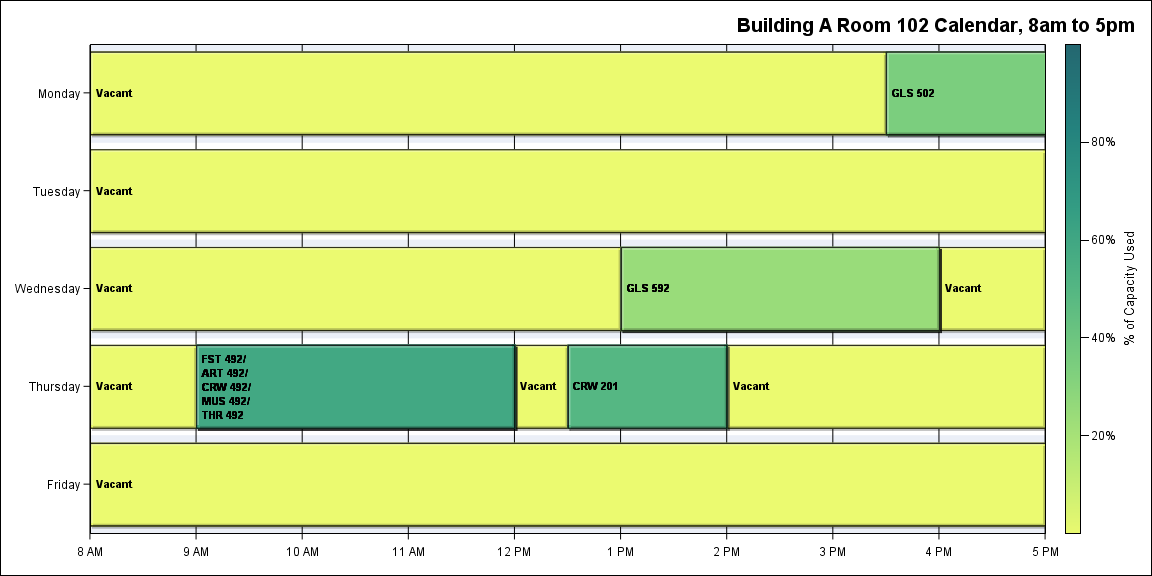 Building A Room 102 Calendar, 8am to 5pm
Monday
Vacant
GLS 502
Tuesday
Vacant
Wednesday
Vacant
GLS 592
Vacant
Thursday
Vacant
FST 492/
ART 492/
CRW 492/
MUS 492/
THR 492
Vacant
CRW 201
Vacant
Friday
Vacant
8 AM
9 AM
10 AM
11 AM
12 PM
1 PM
2 PM
3 PM
4 PM
5 PM
80%
60%
40%
20%
% of Capacity Used